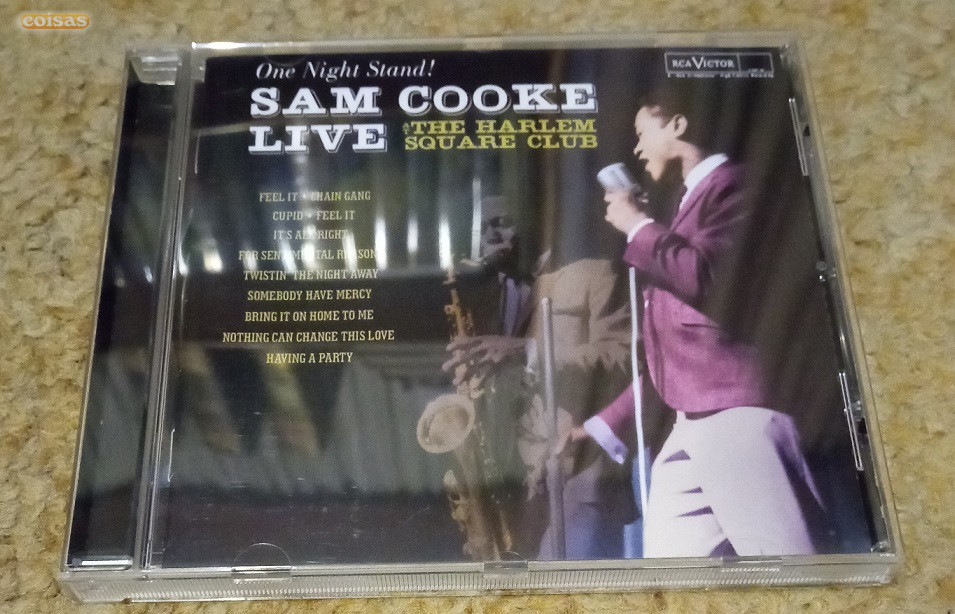 coisas
One Night Stand!
RCA VICTOR
SAM COOKE
LIVE AT THE HARLEM
SQUARE CLUB
FEEL IT • CHAIN GANG
CUPID • FEEL IT
IT'S ALL RIGHT
FOR SENTIMENTAL REASONS
TWISTIN' THE NIGHT AWAY
SOMEBODY HAVE MERCY
BRING IT ON HOME TO ME
NOTHING CAN CHANGE THIS LOVE
HAVING A PARTY